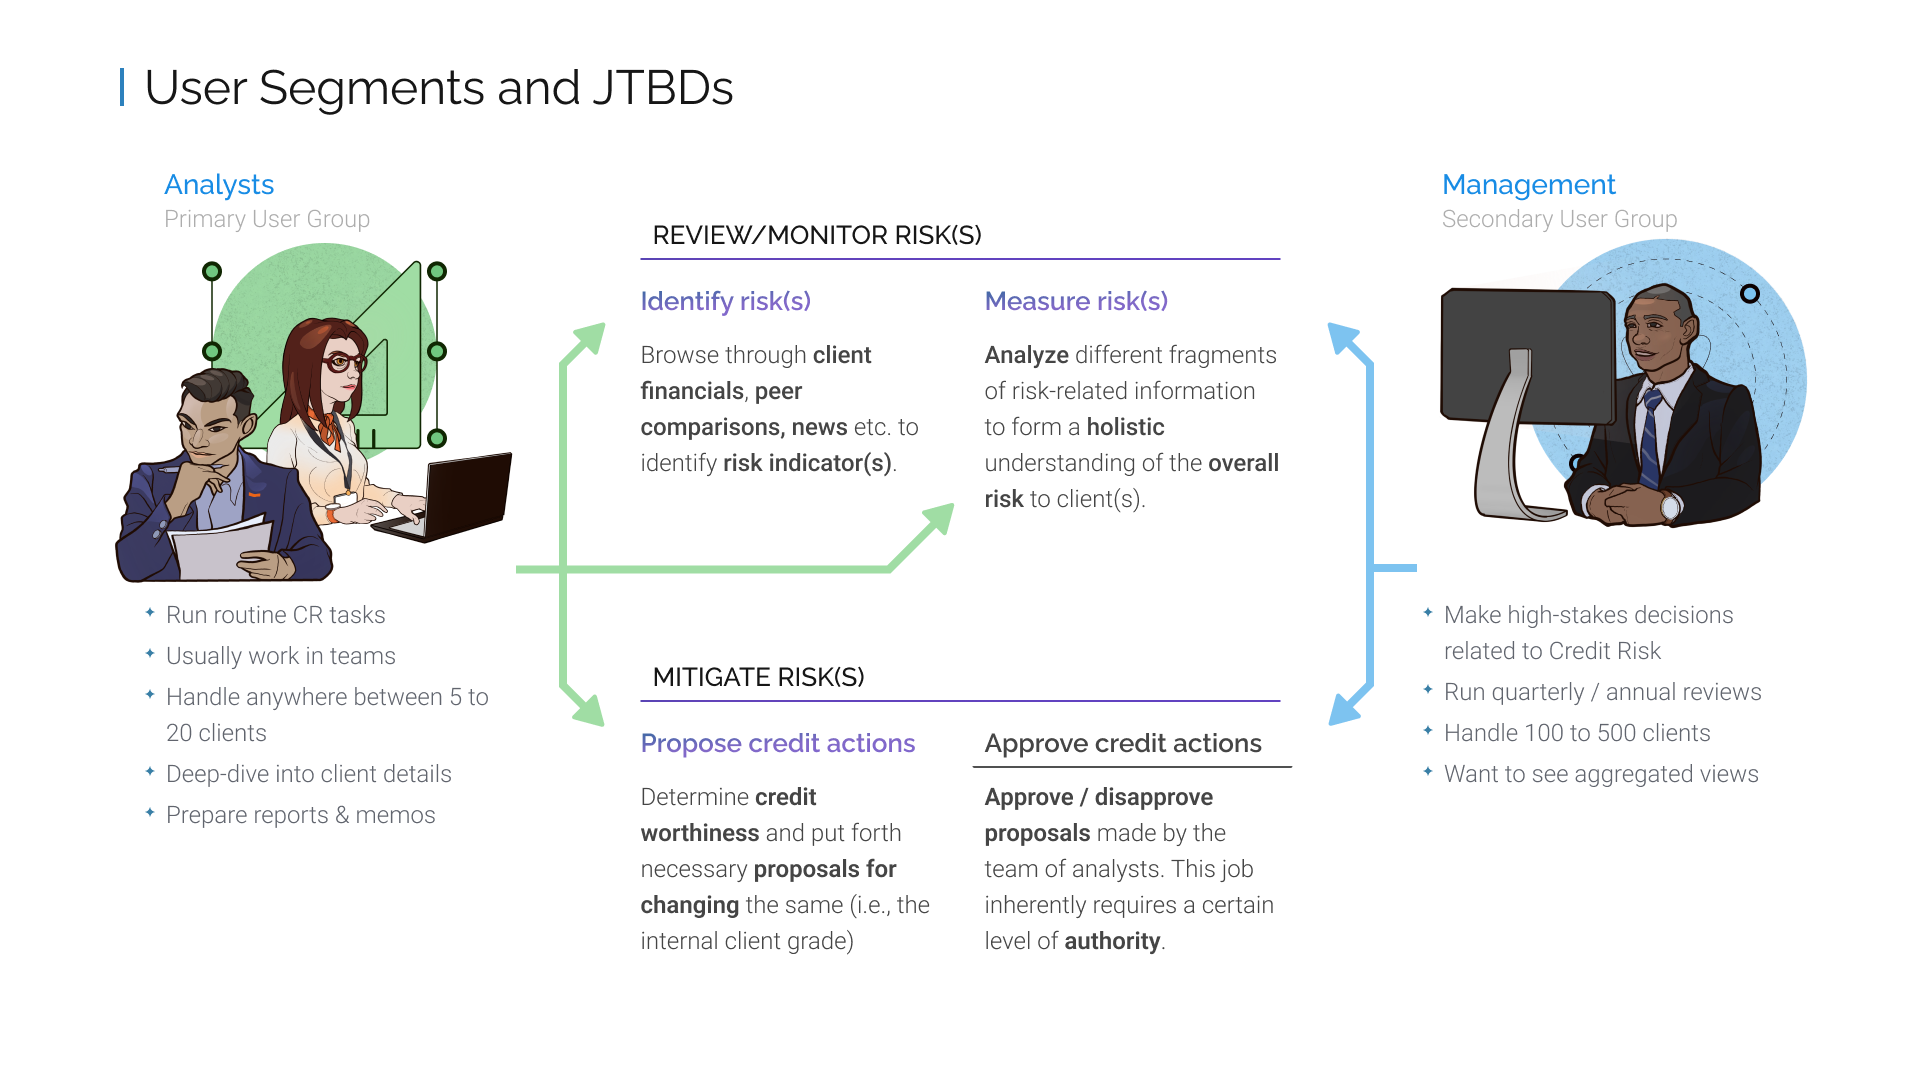 User Segments and JTBDs
Analysts
Primary User Group
Run routine CR tasks
Usually work in teams
Handle anywhere between 5 to
20 clients
Deep-dive into client details
Prepare reports & memos
REVIEW/MONITOR RISK(S)
Identify risk(s)
Browse through client
financials, peer
comparisons, news etc. to
identify risk indicator(s).
Measure risk(s)
Analyze different fragments
of risk-related information
to form a holistic
understanding of the overall
risk to client(s).
MITIGATE RISK(S)
Propose credit actions
Determine credit
worthiness and put forth
necessary proposals for
changing the same (i.e., the
internal client grade)
Approve credit actions
Approve / disapprove
proposals made by the
team of analysts. This job
inherently requires a certain
level of authority.
Management
Secondary User Group
Make high-stakes decisions
related to Credit Risk
Run quarterly / annual reviews
Handle 100 to 500 clients
Want to see aggregated views